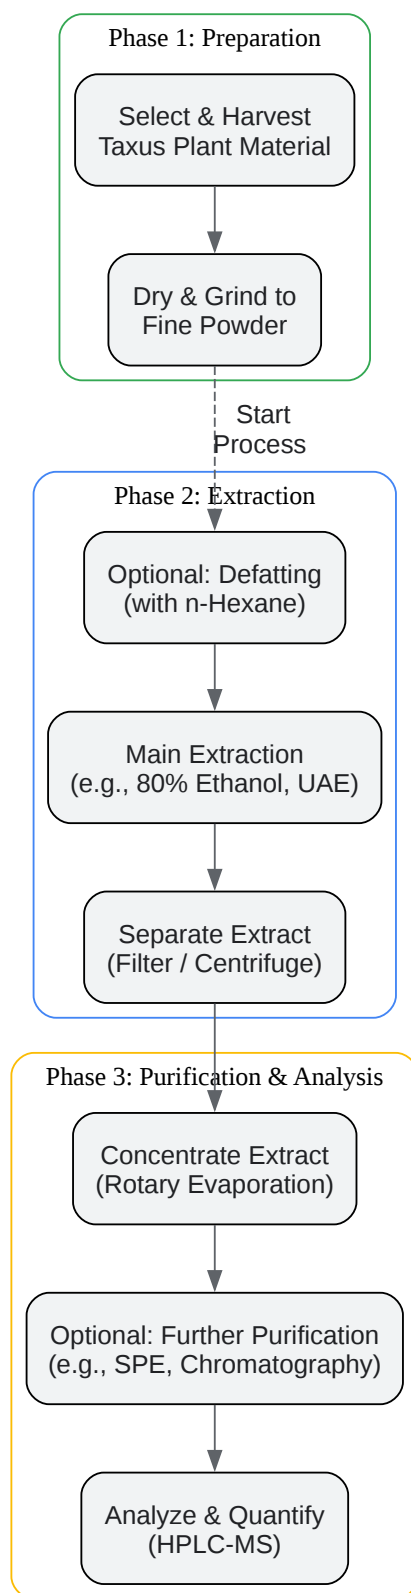 Phase 1: Preparation
Select & Harvest
Taxus Plant Material
Dry & Grind to
Fine Powder
Start
Process
Phase 2: Extraction
Optional: Defatting
(with n-Hexane)
Main Extraction
(e.g., 80% Ethanol, UAE)
Separate Extract
(Filter / Centrifuge)
Phase 3: Purification & Analysis
Concentrate Extract
(Rotary Evaporation)
Optional: Further Purification
(e.g., SPE, Chromatography)
Analyze & Quantify
(HPLC-MS)